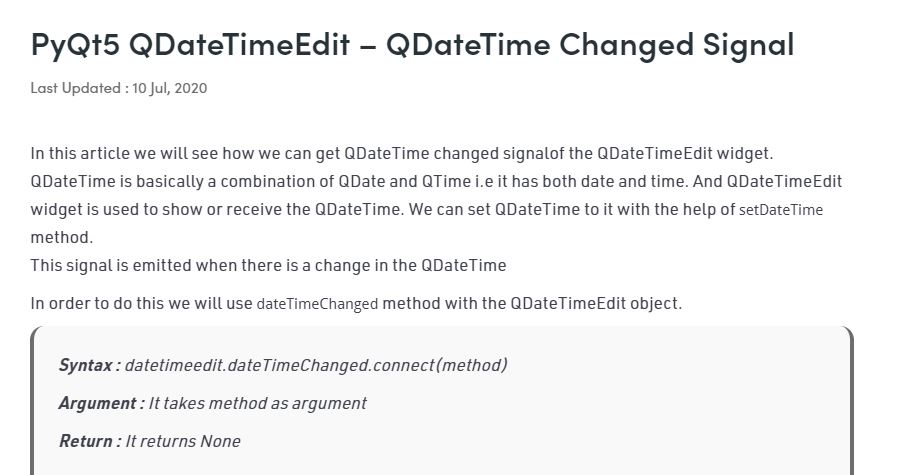 PyQt5 QDateTimeEdit – QDateTime Changed Signal
Last Updated : 10 Jul, 2020
In this article we will see how we can get QDateTime changed signalof the QDateTimeEdit widget.
QDateTime is basically a combination of QDate and QTime i.e it has both date and time. And QDateTimeEdit
widget is used to show or receive the QDateTime. We can set QDateTime to it with the help of setDateTime
method.
This signal is emitted when there is a change in the QDateTime
In order to do this we will use dateTimeChanged method with the QDateTimeEdit object.
Syntax : datetimeedit.dateTimeChanged.connect(method)
Argument : It takes method as argument
Return : It returns None